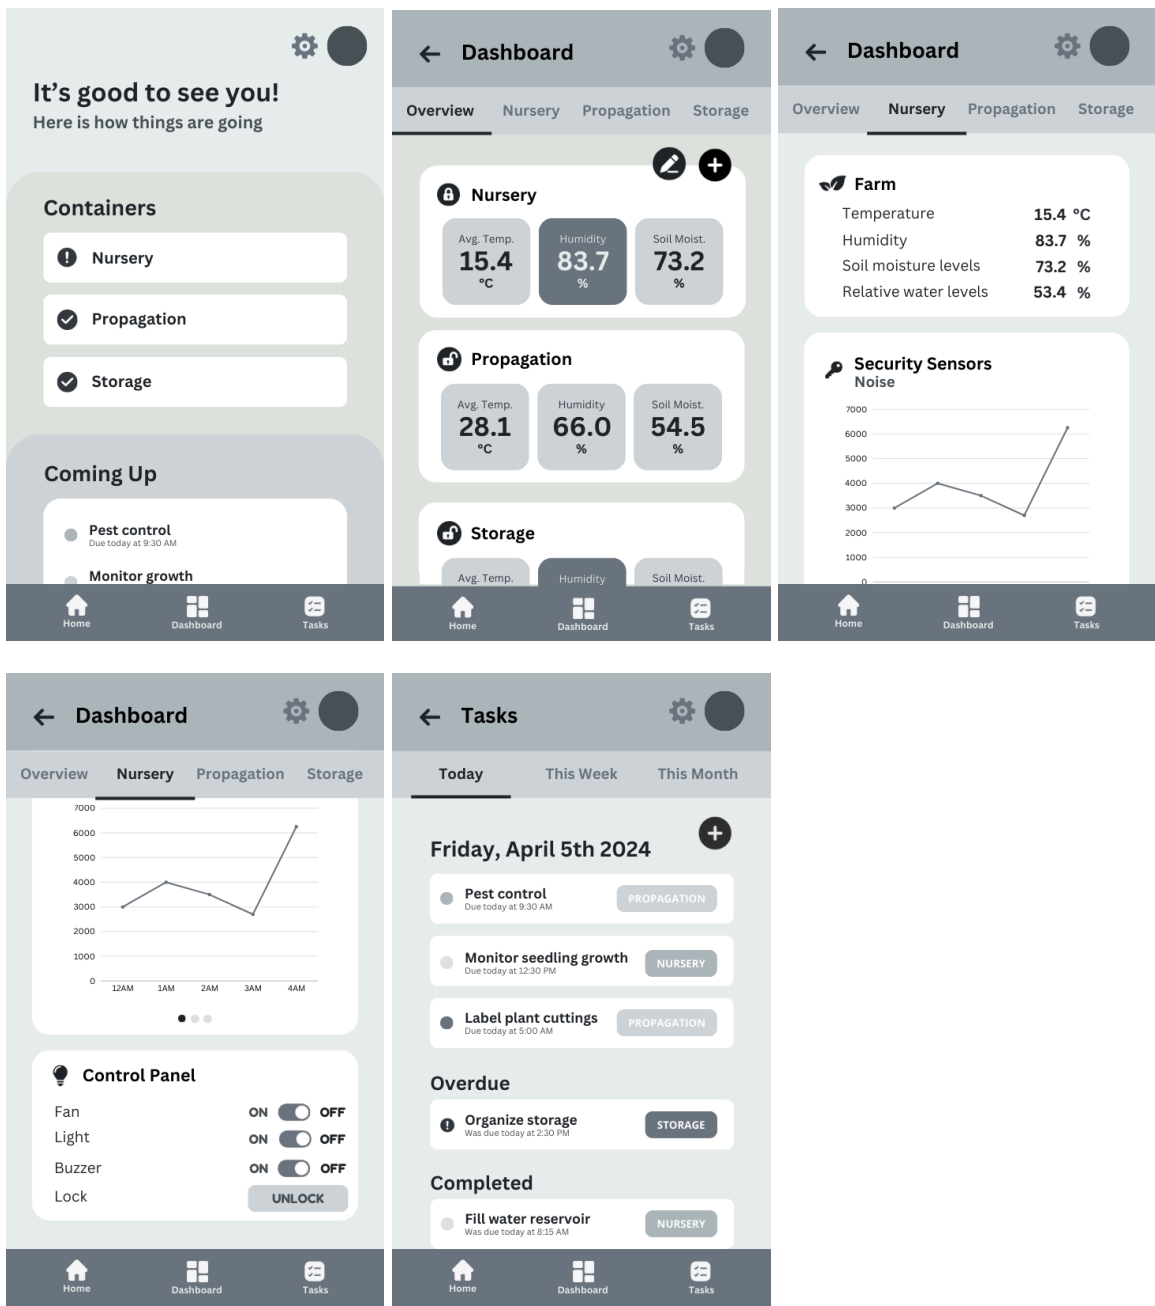 It's good to see you!
Here is how things are going
Containers
Nursery
Propagation
Storage
Coming Up
Pest control
Due today at 9:30 AM
Monitor growth
Home Dashboard Tasks
Dashboard
Overview Nursery Propagation Storage
Nursery
Avg. Temp. Humidity Soil Moist.
15.4 83.7 73.2
°C % %
Propagation
Avg. Temp. Humidity Soil Moist.
28.1 66.0 54.5
°C % %
Storage
Avg. Temp. Humidity Soil Moist.
Home Dashboard Tasks
Dashboard
Overview Nursery Propagation Storage
Farm
Temperature 15.4 °C
Humidity 83.7 %
Soil moisture levels 73.2 %
Relative water levels 53.4 %
Security Sensors
Noise
7000
6000
5000
4000
3000
2000
1000
0
Home Dashboard Tasks
Dashboard
Overview Nursery Propagation Storage
7000
6000
5000
4000
3000
2000
1000
0
12AM 1AM 2AM 3AM 4AM
Control Panel
Fan ON OFF
Light ON OFF
Buzzer ON OFF
Lock UNLOCK
Home Dashboard Tasks
Tasks
Today This Week This Month
Friday, April 5th 2024
Pest control
Due today at 9:30 AM
PROPAGATION
Monitor seedling growth
Due today at 12:30 PM
NURSERY
Label plant cuttings
Due today at 5:00 AM
PROPAGATION
Overdue
Organize storage
Was due today at 2:30 PM
STORAGE
Completed
Fill water reservoir
Was due today at 8:15 AM
NURSERY
Home Dashboard Tasks